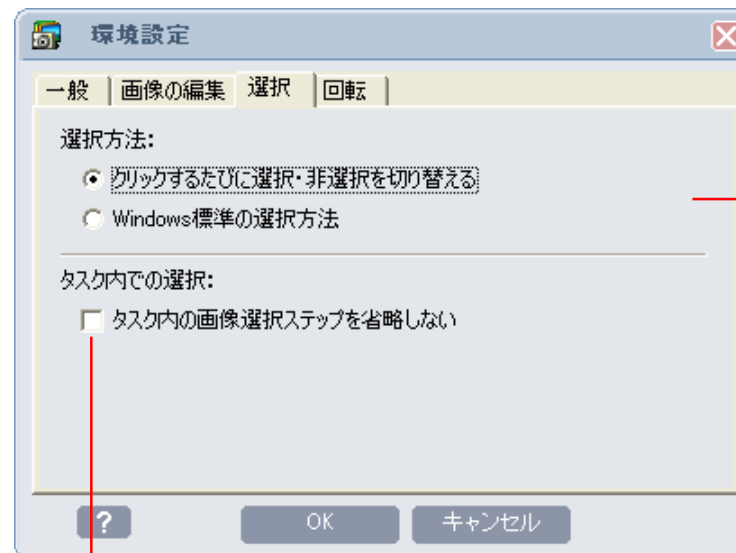 環境設定
一般 画像の編集 選択 回転
選択方法:
クリックするたびに選択・非選択を切り替える
Windows標準の選択方法
タスク内での選択:
タスク内の画像選択ステップを省略しない
? OK キャンセル